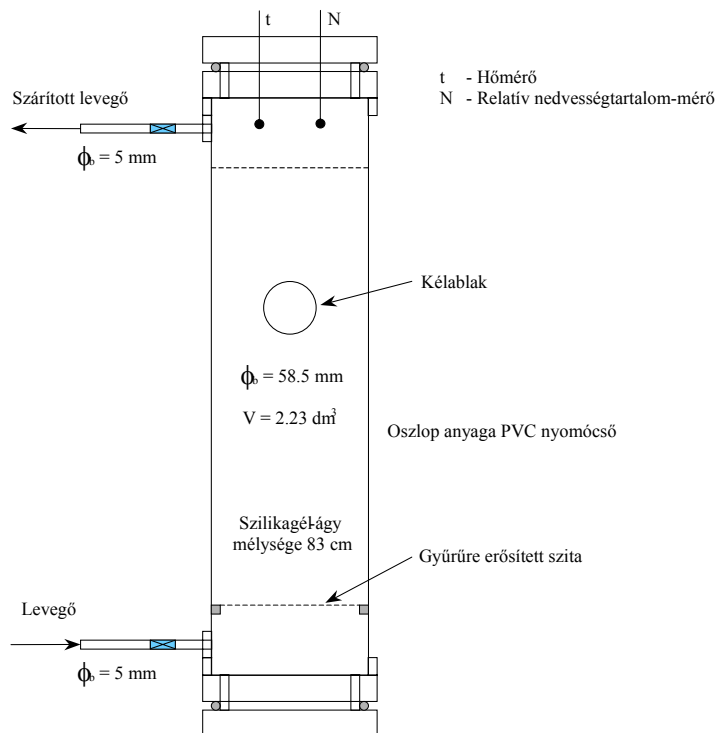 t
N
t - Hőmérő
N - Relatív nedvességtartalom-mérő
Szárított levegő
ϕb = 5 mm
Kélablak
ϕb = 58.5 mm
V = 2.23 dm³
Oszlop anyaga PVC nyomócső
Szilikagél-ágy
mélysége 83 cm
Gyűrűre erősített szita
Levegő
ϕb = 5 mm